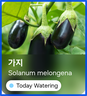 가지
Solanum melongena
Today Watering